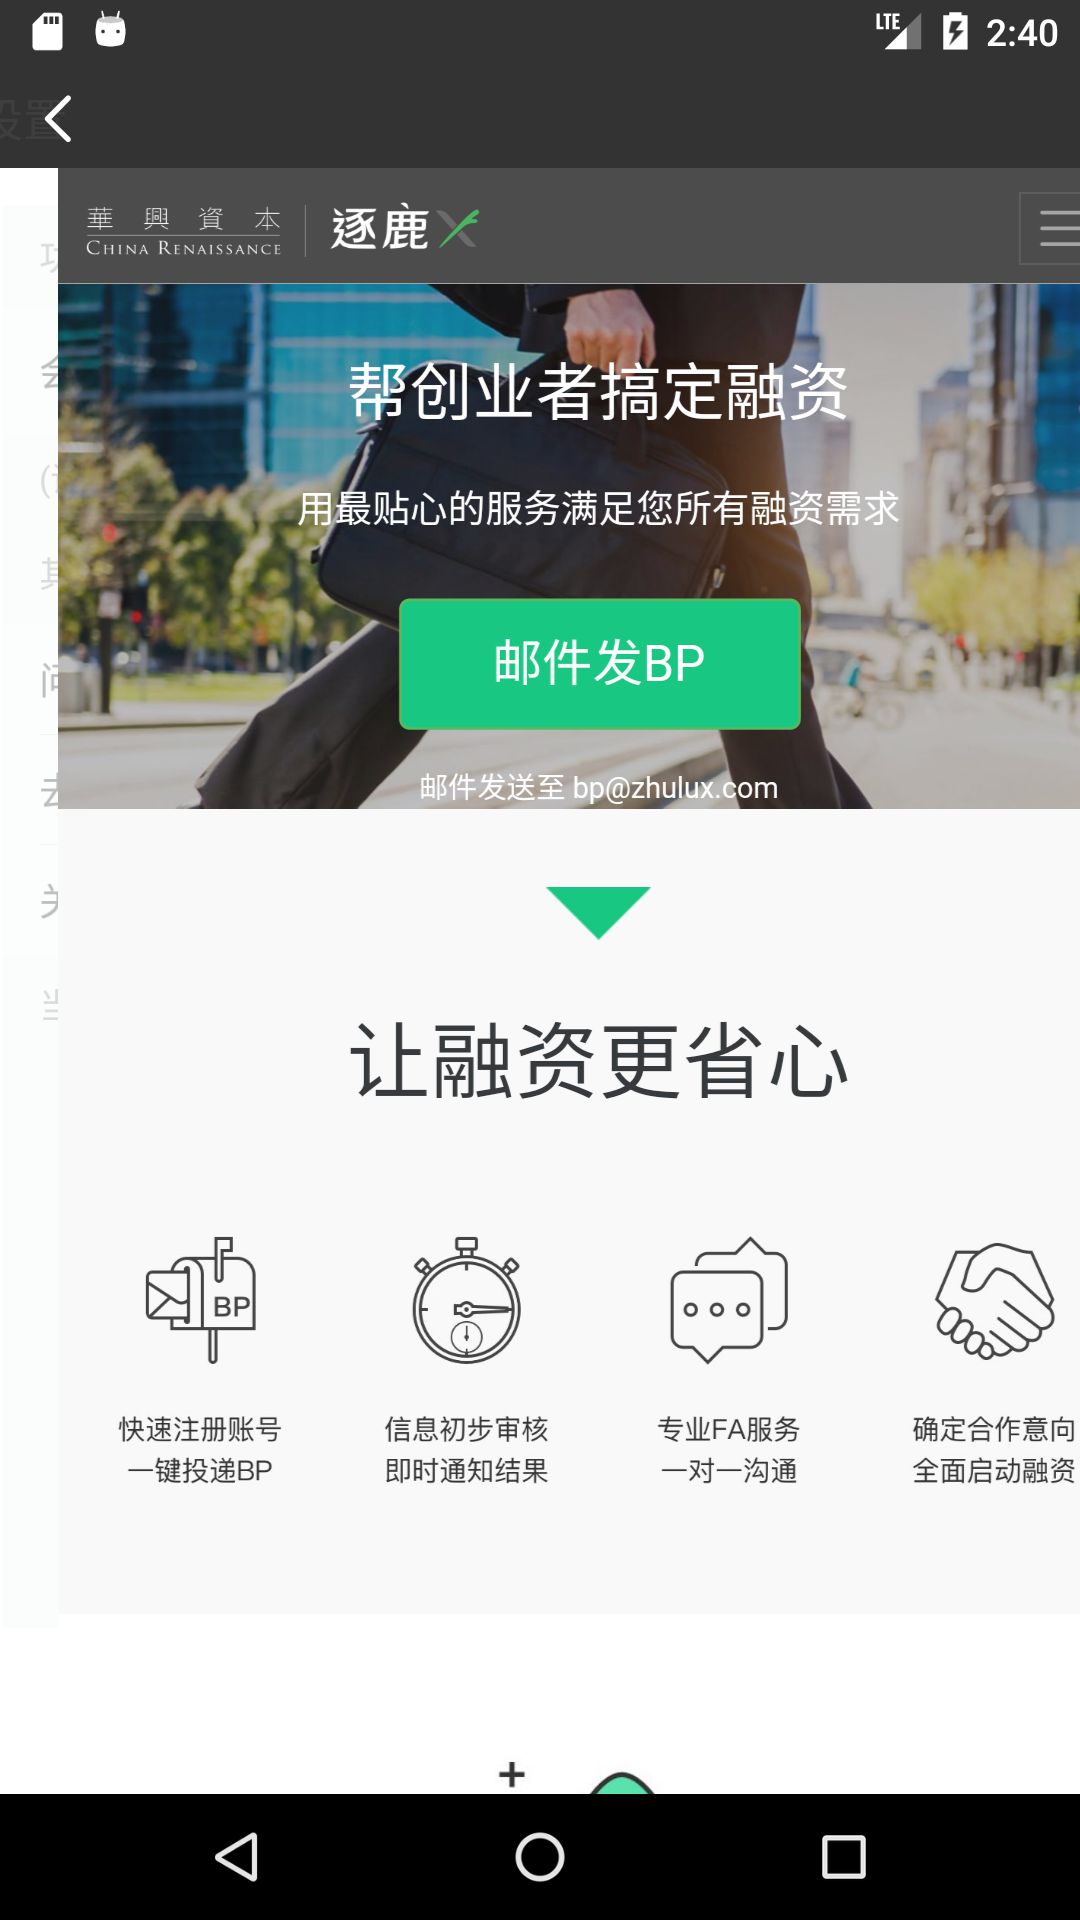 LTE
2:40
设置
華興資本
CHINA RENAISSANCE
逐鹿X
帮创业者搞定融资
用最贴心的服务满足您所有融资需求
邮件发BP
邮件发送至 bp@zhulux.com
让融资更省心
BP
快速注册账号
一键投递BP
信息初步审核
即时通知结果
专业FA服务
一对一沟通
确定合作意向
全面启动融资